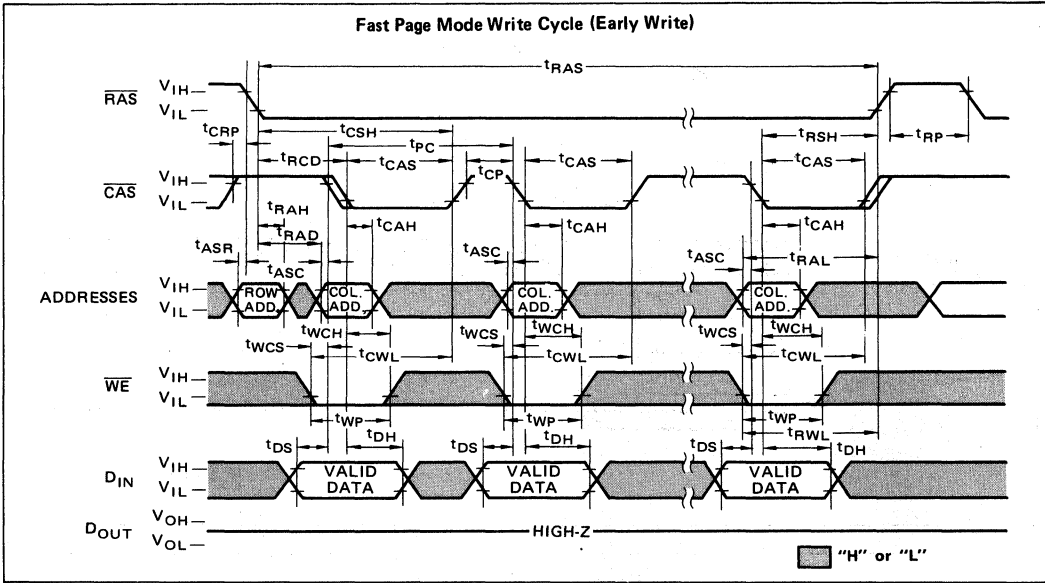 Fast Page Mode Write Cycle (Early Write)
tRAS
RAS
VIH
VIL
tCRP
tCSH
tPC
tRSH
tRP
tRCD
tCAS
tCP
tCAS
tCAS
CAS
VIH
VIL
tRAH
tRAD
tCAH
tCAH
tCAH
tASR
tASC
tASC
tASC
tRAL
ADDRESSES
VIH
VIL
ROW ADD.
COL. ADD.
COL. ADD.
COL. ADD.
tWCS
tWCH
tWCS
tWCH
tWCS
tWCH
tCWL
tCWL
tCWL
WE
VIH
VIL
tWP
tWP
tWP
tRWL
tDS
tDH
tDS
tDH
tDS
tDH
DIN
VIH
VIL
VALID DATA
VALID DATA
VALID DATA
DOUT
VOH
VOL
HIGH-Z
"H" or "L"